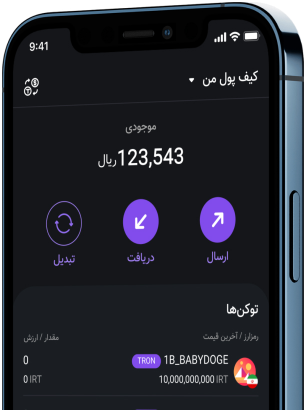 9:41
کیف پول من
موجودی
123,543 ریال
ارسال
دریافت
تبدیل
توکن‌ها
رمزارز / آخرین قیمت
مقدار / ارزش
1B_BABYDOGE TRON
0
10,000,000,000 IRT
0 IRT